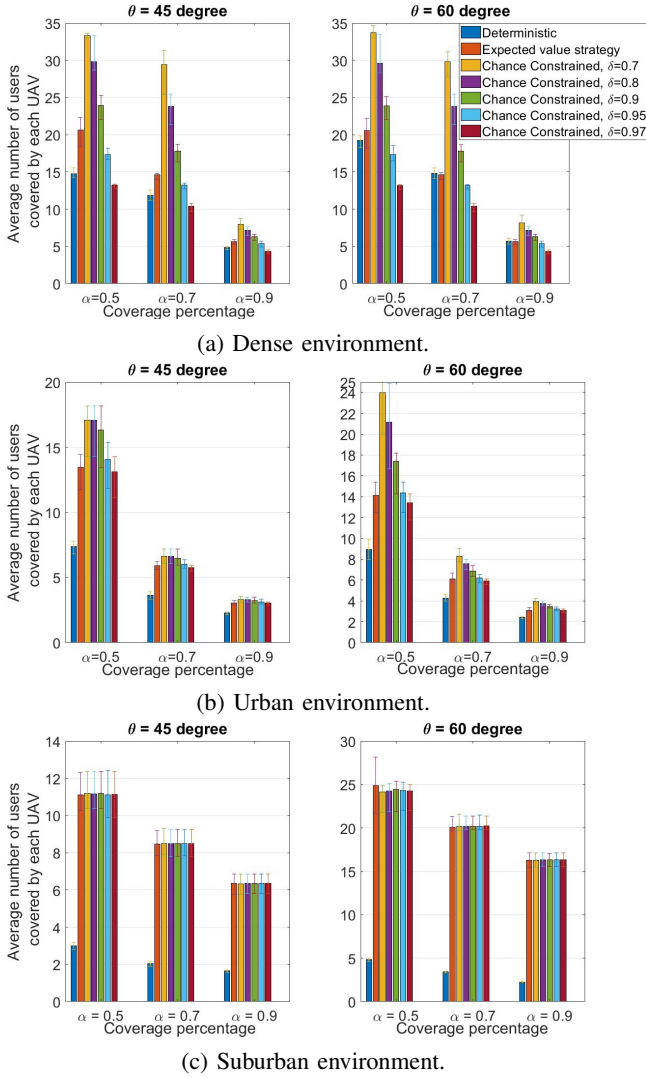 θ = 45 degree
θ = 60 degree
Deterministic
Expected value strategy
Chance Constrained, δ=0.7
Chance Constrained, δ=0.8
Chance Constrained, δ=0.9
Chance Constrained, δ=0.95
Chance Constrained, δ=0.97
Average number of users
covered by each UAV
35
30
25
20
15
10
5
0
α=0.5
α=0.7
α=0.9
Coverage percentage
35
30
25
20
15
10
5
0
α=0.5
α=0.7
α=0.9
Coverage percentage
(a) Dense environment.
θ = 45 degree
θ = 60 degree
Average number of users
covered by each UAV
20
15
10
5
0
α=0.5
α=0.7
α=0.9
Coverage percentage
25
24
22
20
18
16
14
12
10
8
6
4
2
0
α=0.5
α=0.7
α=0.9
Coverage percentage
(b) Urban environment.
θ = 45 degree
θ = 60 degree
Average number of users
covered by each UAV
14
12
10
8
6
4
2
0
α = 0.5
α = 0.7
α = 0.9
Coverage percentage
30
25
20
15
10
5
0
α = 0.5
α = 0.7
α = 0.9
Coverage percentage
(c) Suburban environment.